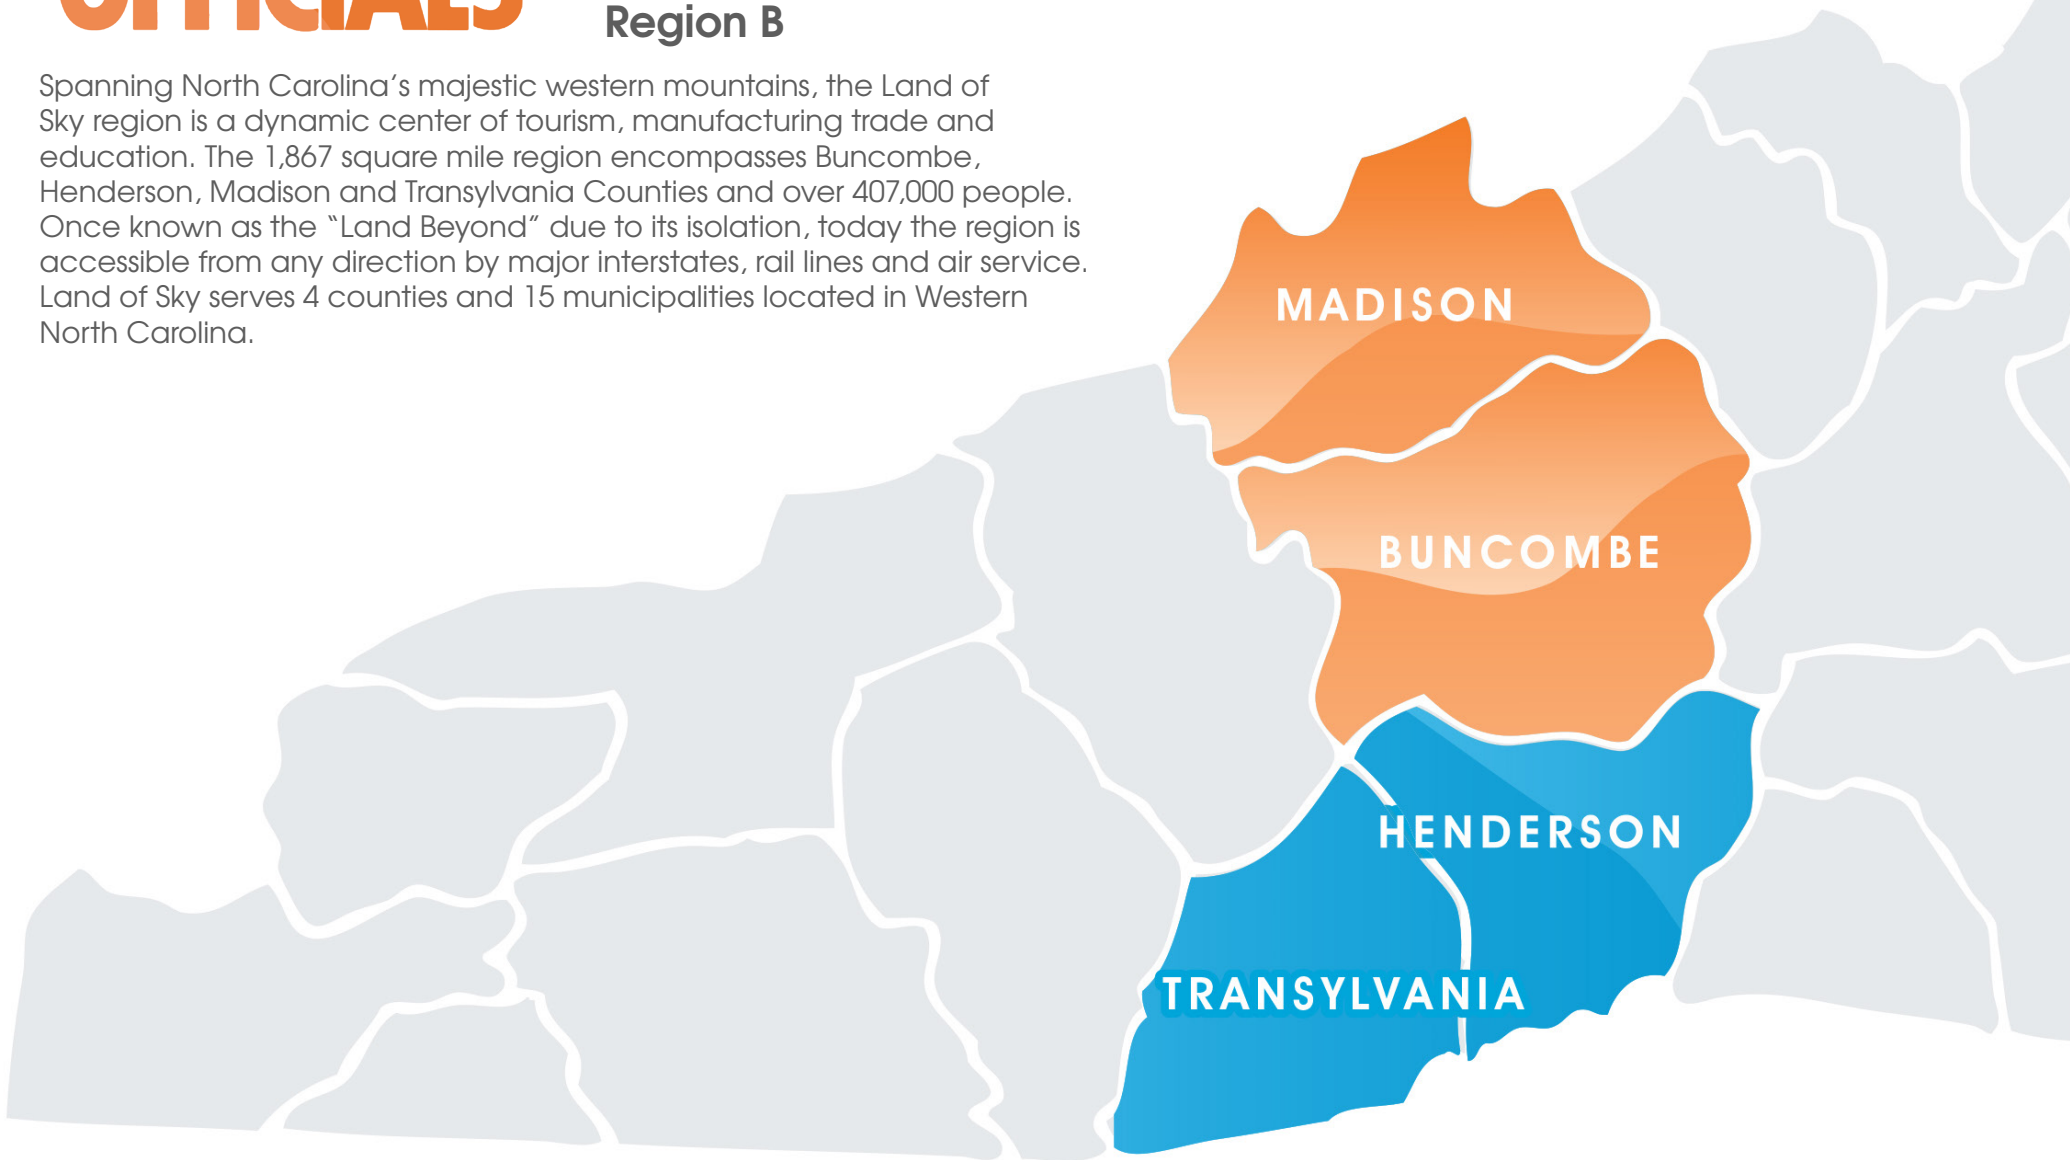 OFFICIALS
Region B
Spanning North Carolina's majestic western mountains, the Land of
Sky region is a dynamic center of tourism, manufacturing trade and
education. The 1,867 square mile region encompasses Buncombe,
Henderson, Madison and Transylvania Counties and over 407,000 people.
Once known as the “Land Beyond” due to its isolation, today the region is
accessible from any direction by major interstates, rail lines and air service.
Land of Sky serves 4 counties and 15 municipalities located in Western
North Carolina.
MADISON
BUNCOMBE
HENDERSON
TRANSYLVANIA